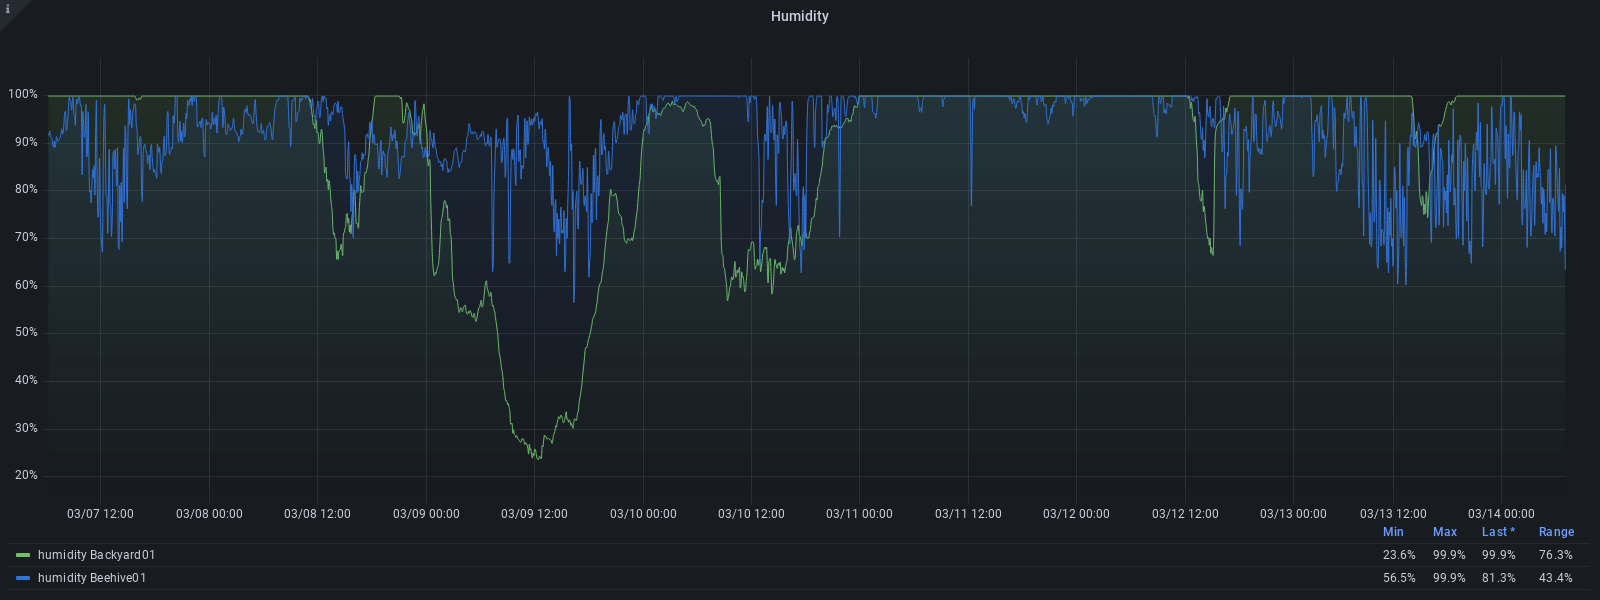 i
Humidity
100%
90%
80%
70%
60%
50%
40%
30%
20%
03/07 12:00 03/08 00:00 03/08 12:00 03/09 00:00 03/09 12:00 03/10 00:00 03/10 12:00 03/11 00:00 03/11 12:00 03/12 00:00 03/12 12:00 03/13 00:00 03/13 12:00 03/14 00:00
Min Max Last * Range
humidity Backyard01 23.6% 99.9% 99.9% 76.3%
humidity Beehive01 56.5% 99.9% 81.3% 43.4%